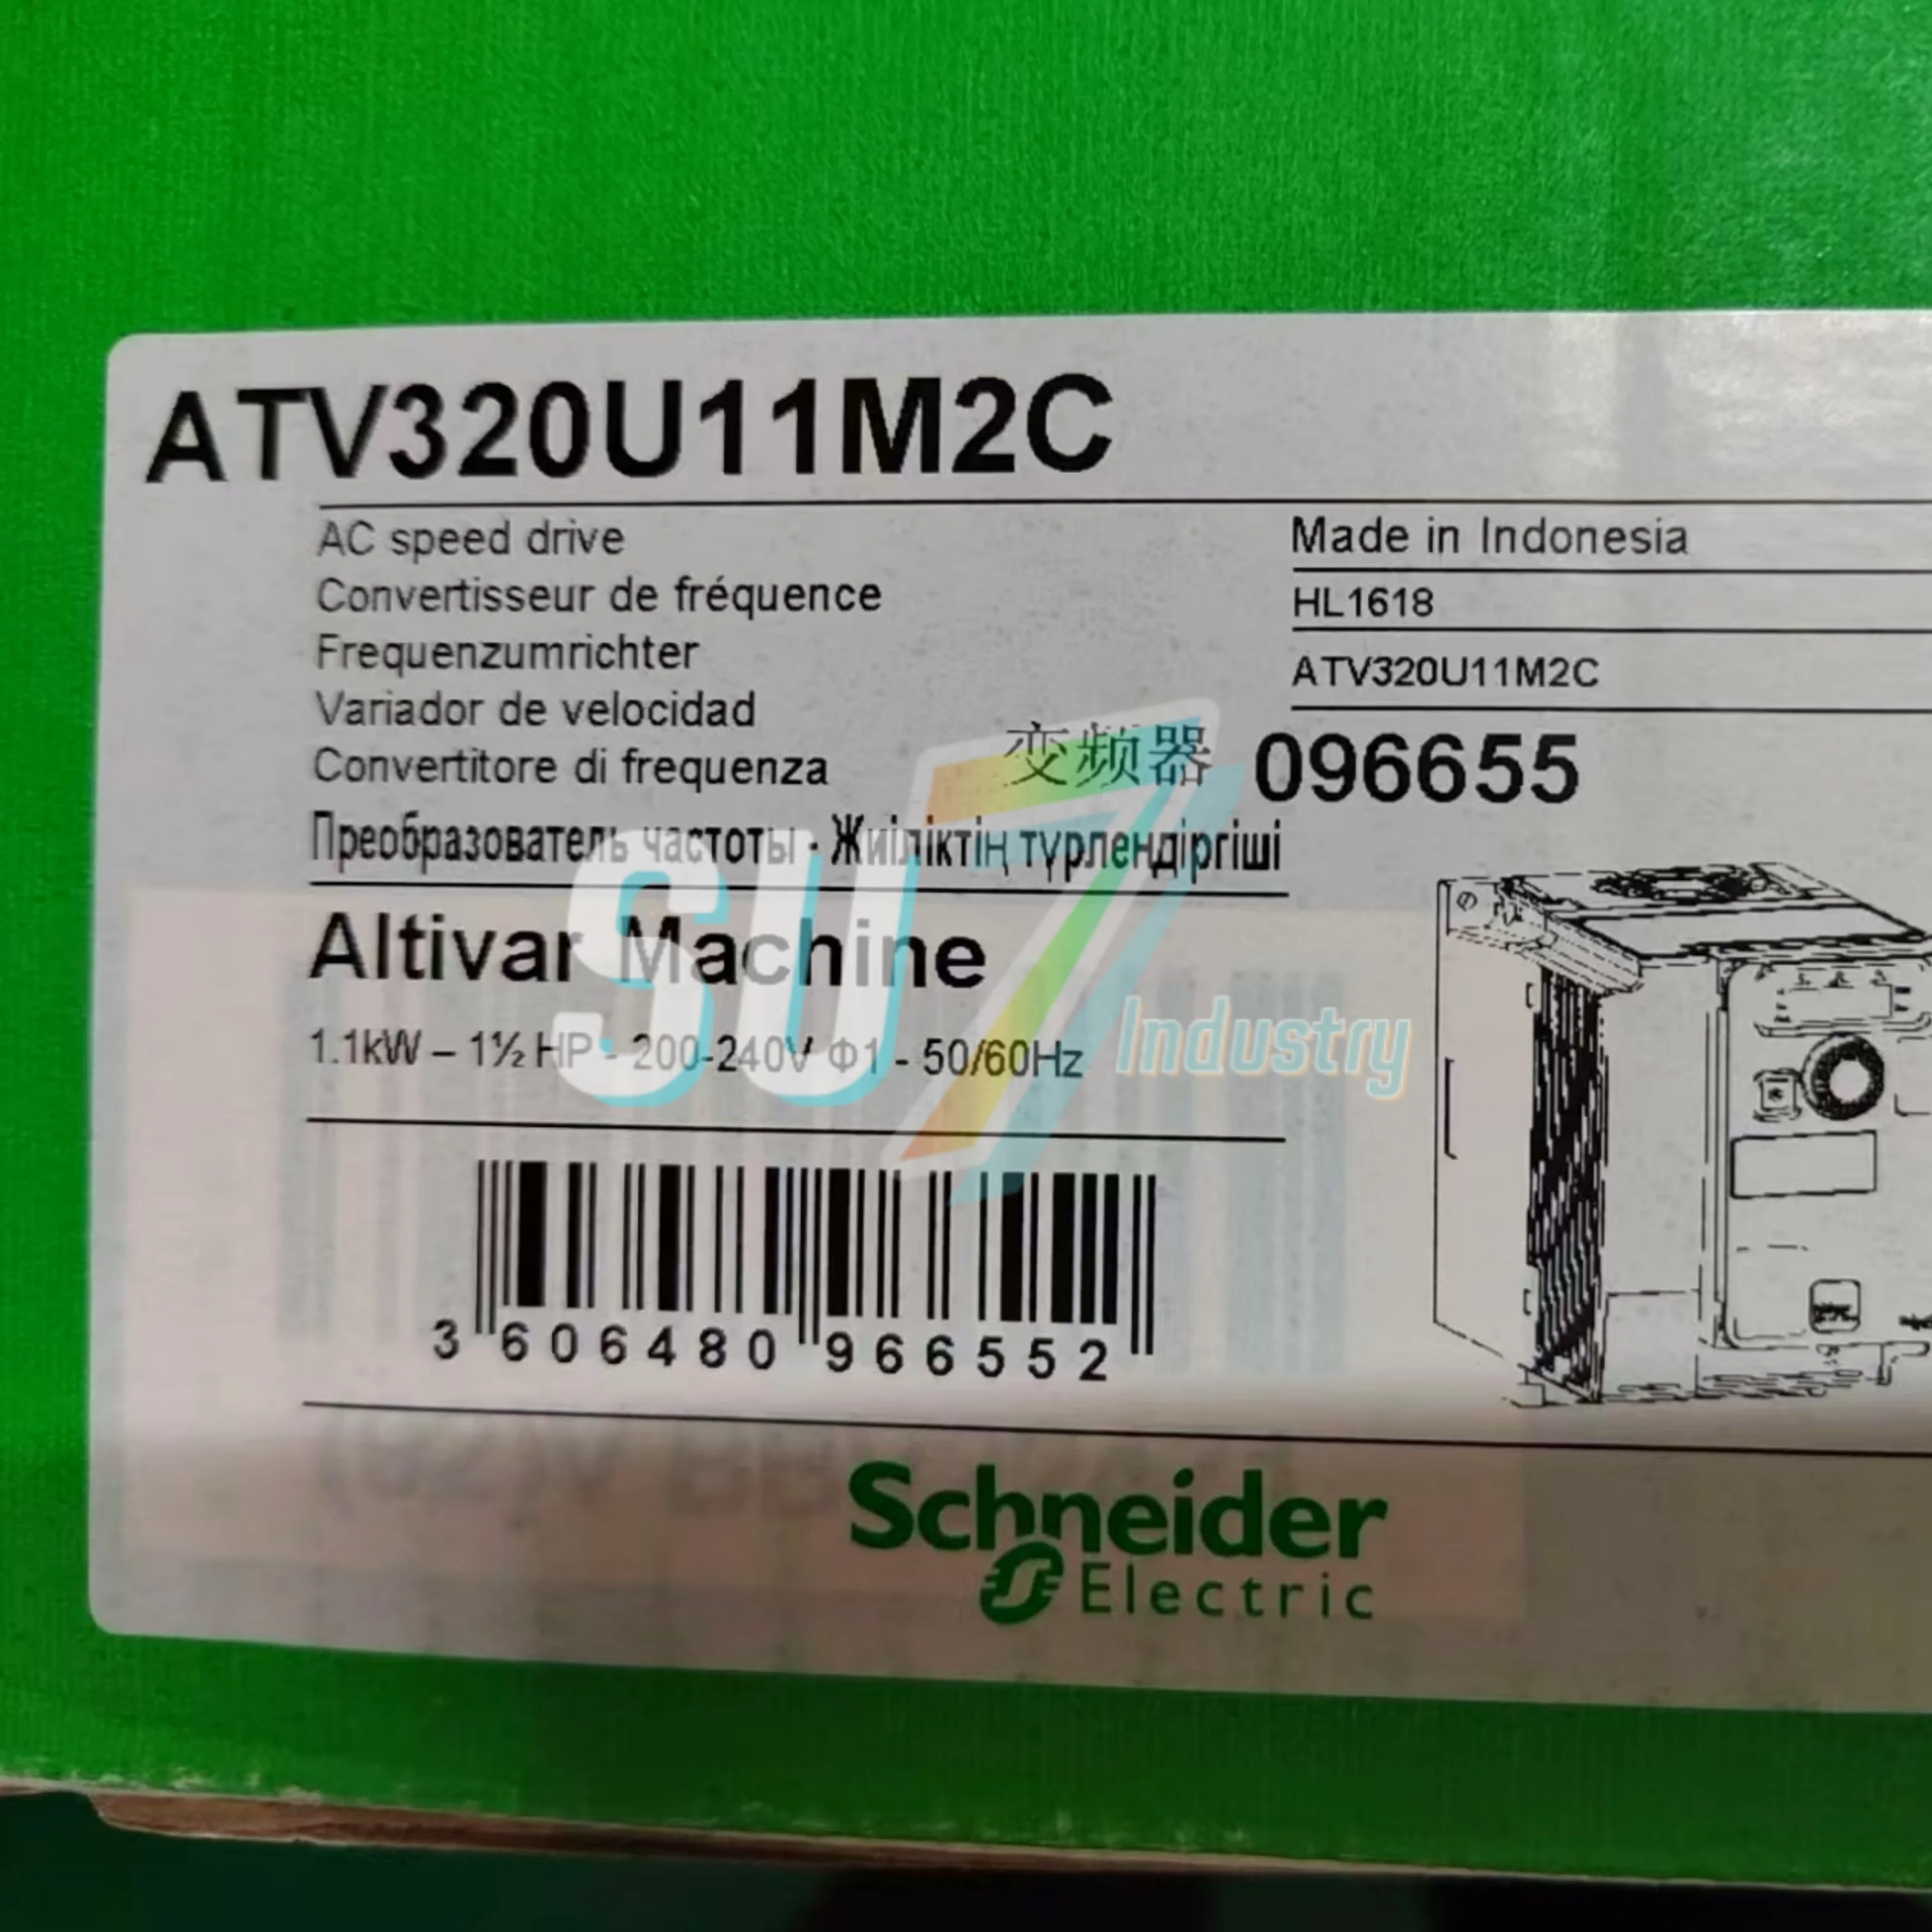 ATV320U11M2C
AC speed drive
Convertisseur de fréquence
Frequenzumrichter
Variador de velocidad
Convertitore di frequenza
变频器
Преобразователь частоты - Жиіліктің түрлендіргіші
Made in Indonesia
HL1618
ATV320U11M2C
096655
Altivar Machine
1.1kW – 1½ HP - 200-240V Φ1 - 50/60Hz
SU7 Industry
3 606480 966552
Schneider
Electric